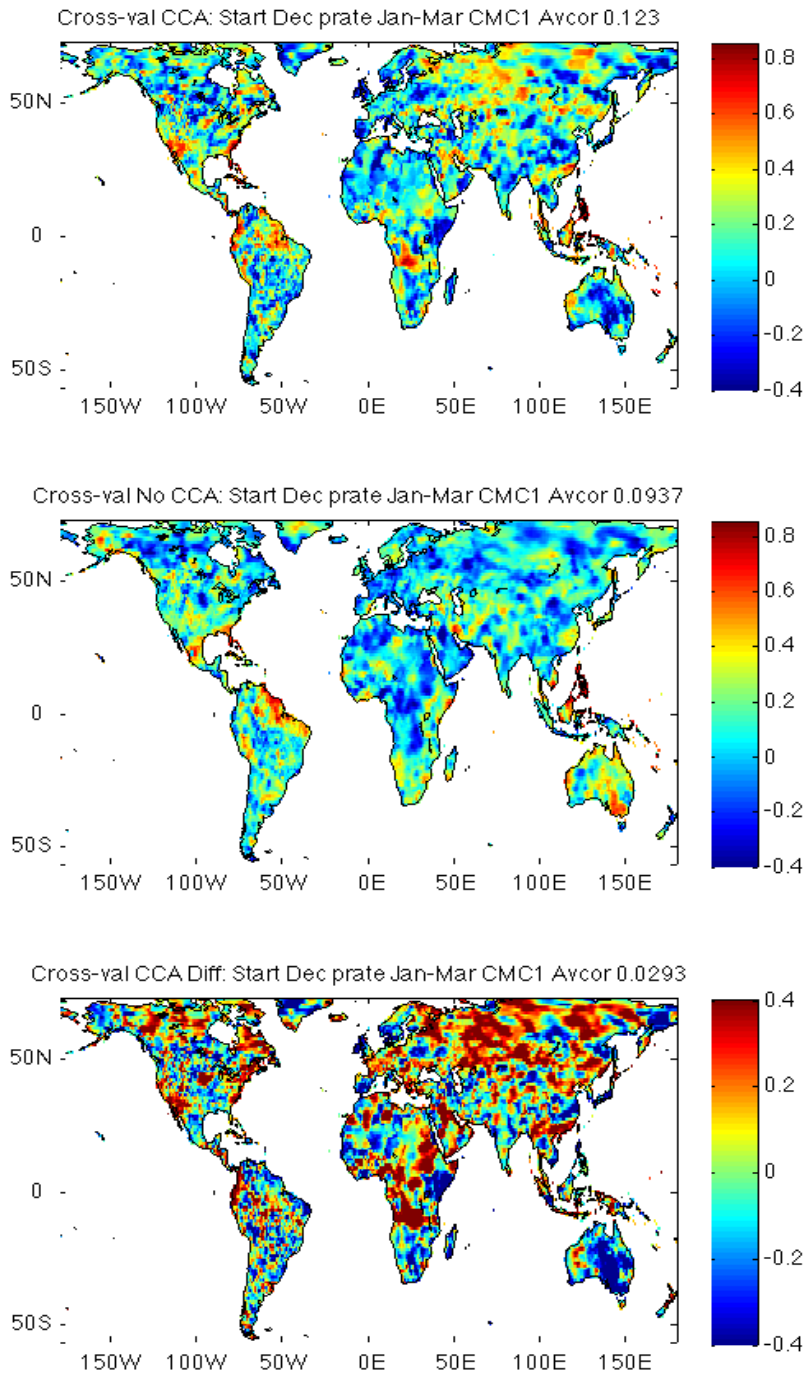 Cross-val CCA: Start Dec prate Jan-Mar CMC1 Avcor 0.123
50N
0
50S
150W 100W 50W 0E 50E 100E 150E
0.8
0.6
0.4
0.2
0
-0.2
-0.4
Cross-val No CCA: Start Dec prate Jan-Mar CMC1 Avcor 0.0937
50N
0
50S
150W 100W 50W 0E 50E 100E 150E
0.8
0.6
0.4
0.2
0
-0.2
-0.4
Cross-val CCA Diff: Start Dec prate Jan-Mar CMC1 Avcor 0.0293
50N
0
50S
150W 100W 50W 0E 50E 100E 150E
0.4
0.2
0
-0.2
-0.4